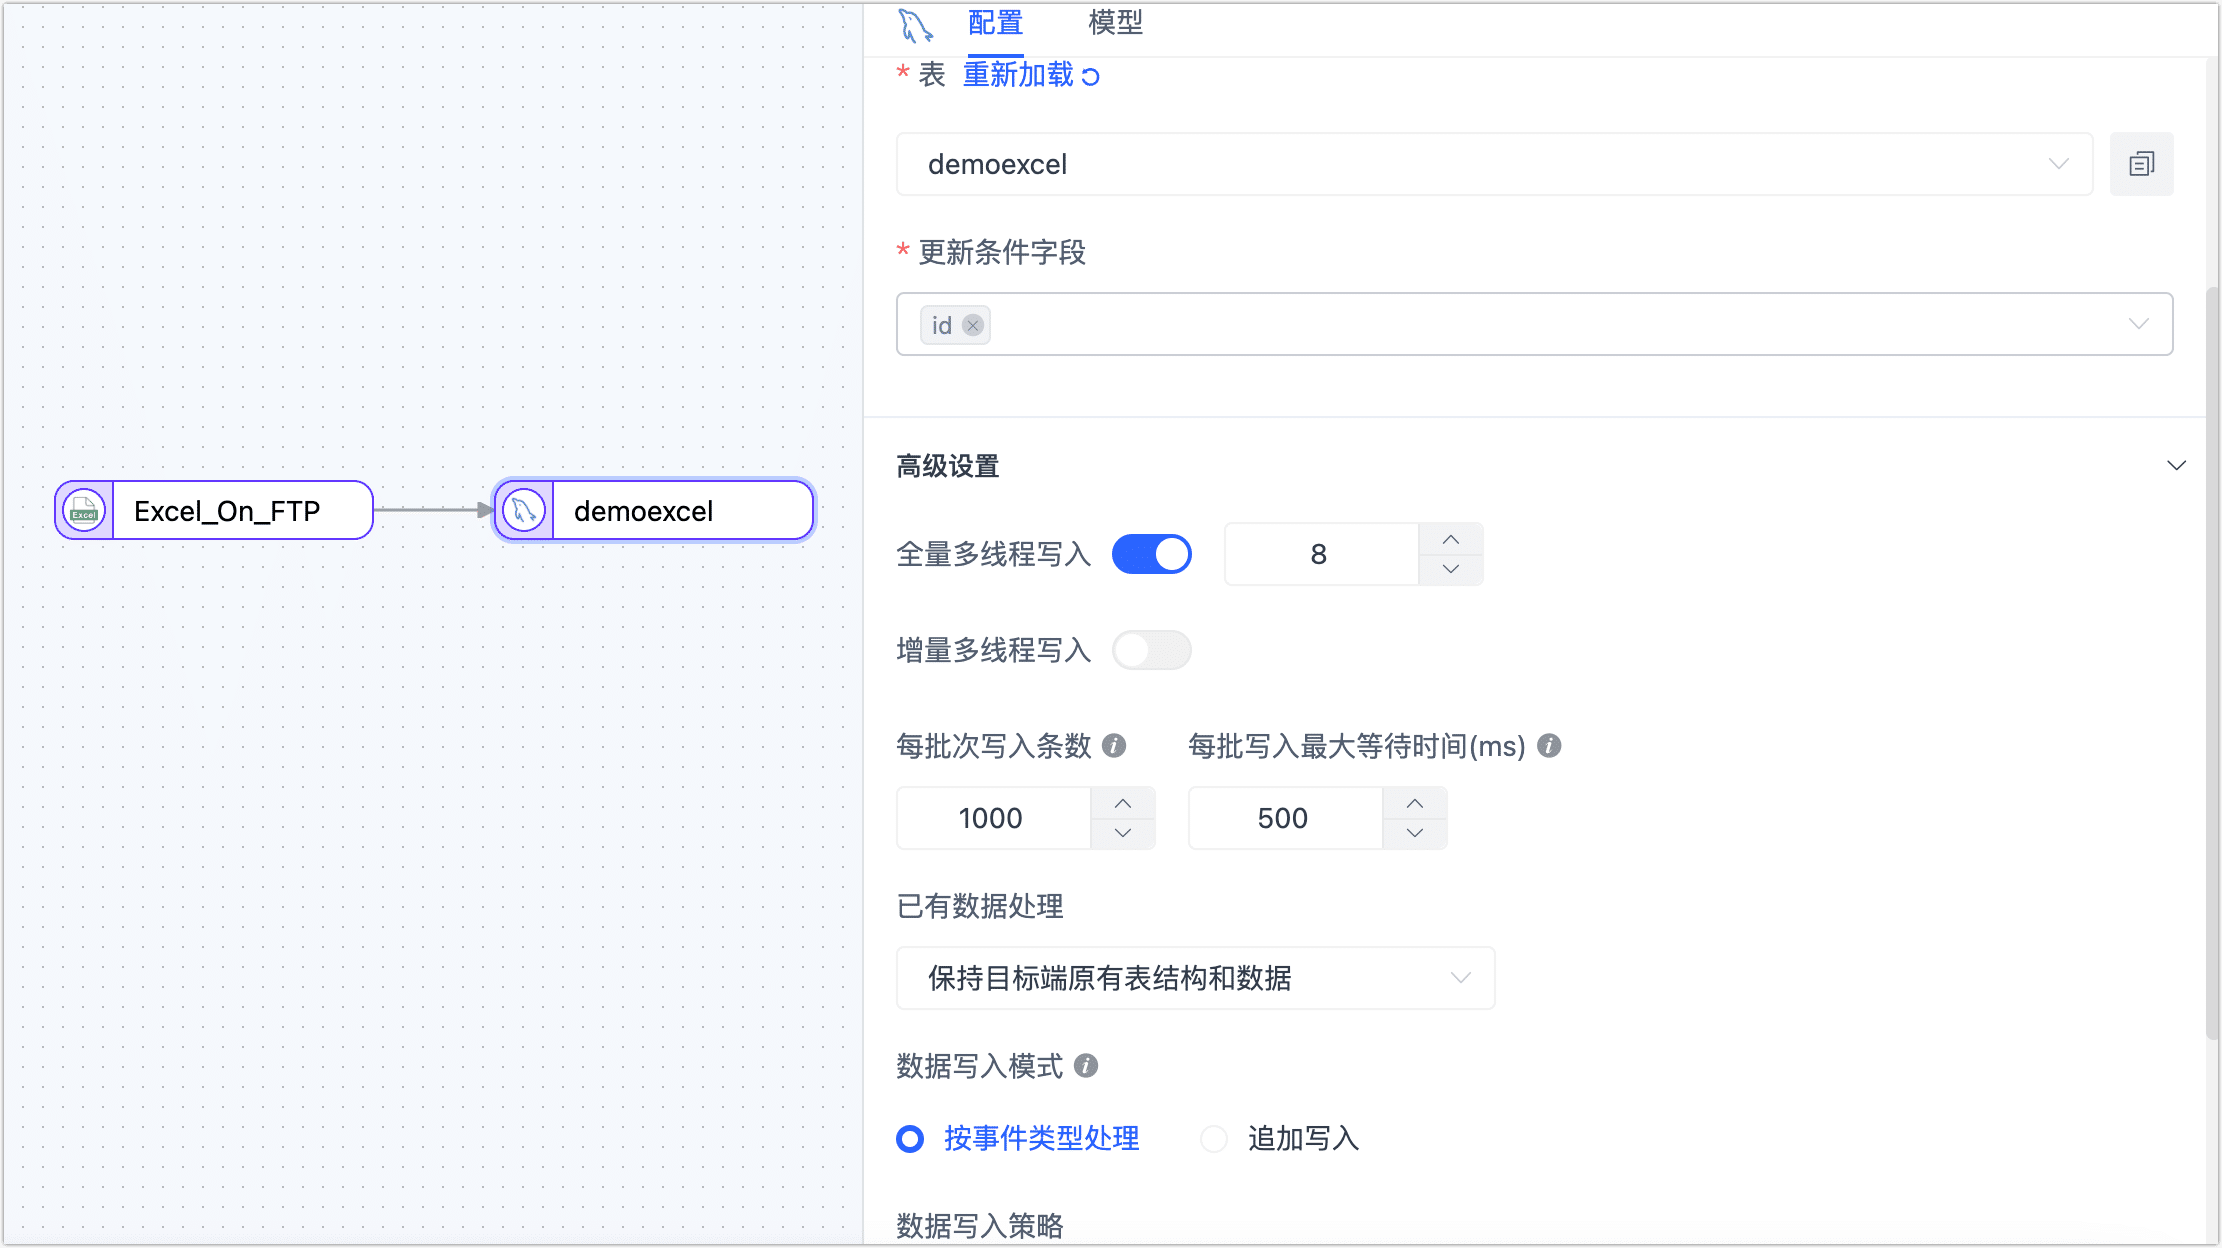 配置 模型
* 表 重新加载
demoexcel
* 更新条件字段
id
高级设置
Excel
Excel_On_FTP
demoexcel
全量多线程写入 8
增量多线程写入
每批次写入条数 每批写入最大等待时间(ms)
1000 500
已有数据处理
保持目标端原有表结构和数据
数据写入模式
按事件类型处理 追加写入
数据写入策略